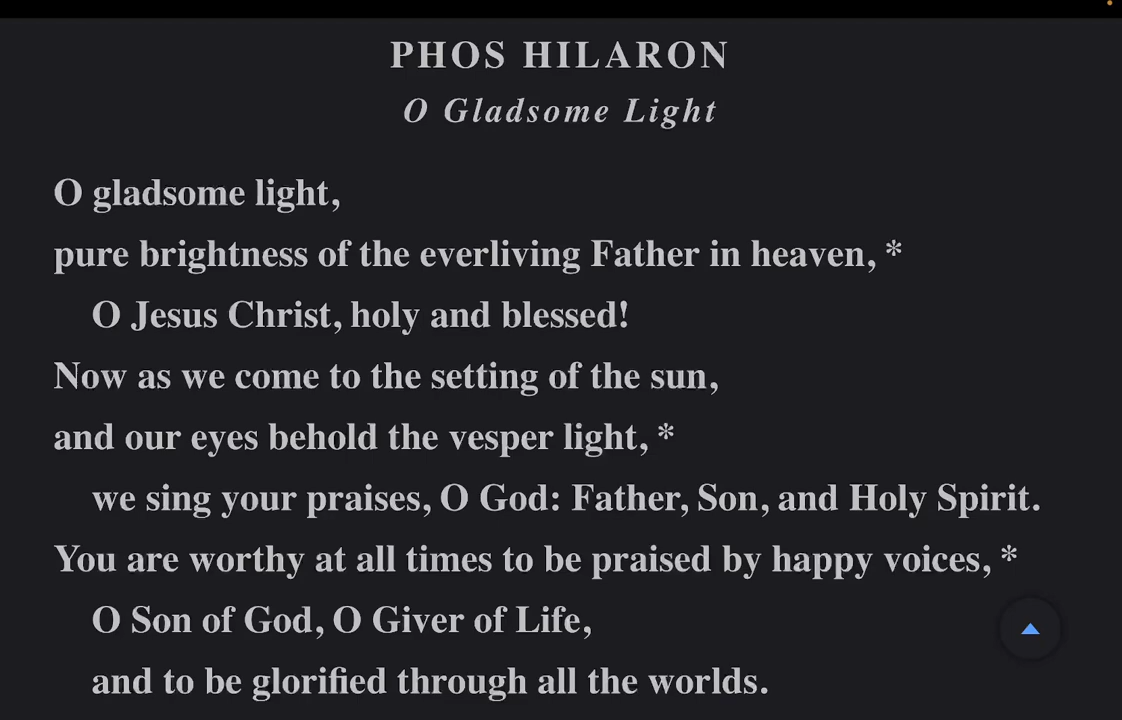 PHOS HILARON
O Gladsome Light
O gladsome light,
pure brightness of the everliving Father in heaven, *
O Jesus Christ, holy and blessed!
Now as we come to the setting of the sun,
and our eyes behold the vesper light, *
we sing your praises, O God: Father, Son, and Holy Spirit.
You are worthy at all times to be praised by happy voices, *
O Son of God, O Giver of Life,
and to be glorified through all the worlds.